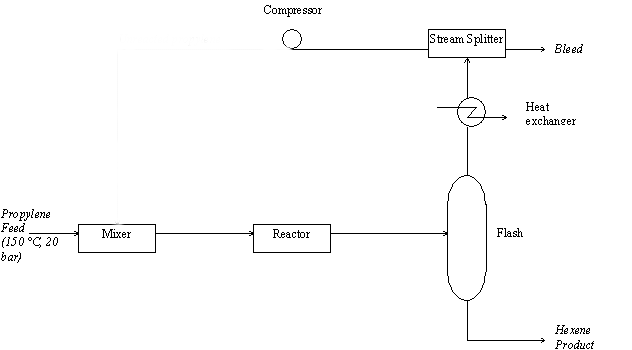 Compressor
Stream Splitter
Bleed
Heat
exchanger
Propylene
Feed
(150 °C, 20
bar)
Mixer
Reactor
Flash
Hexene
Product